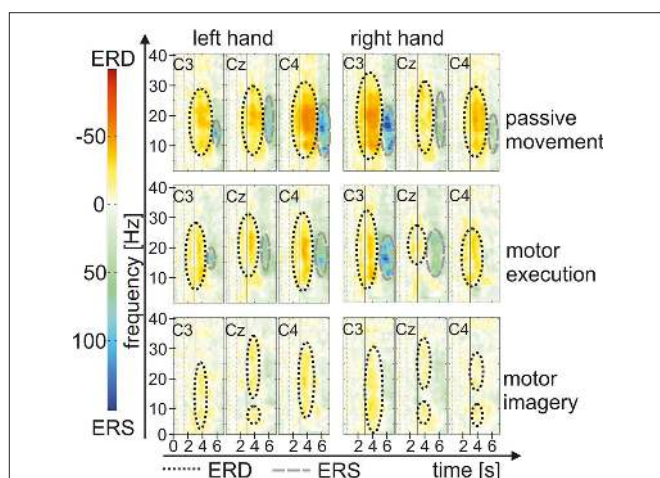 left hand right hand
ERD
C3 Cz C4 C3 Cz C4
40
30
20
10
passive
movement
-50
0
50
100
ERS
frequency [Hz]
C3 Cz C4 C3 Cz C4
40
30
20
10
motor
execution
C3 Cz C4 C3 Cz C4
40
30
20
10
0
motor
imagery
0 2 4 6 2 4 6 2 4 6 2 4 6 2 4 6 2 4 6
ERD ERS time [s]